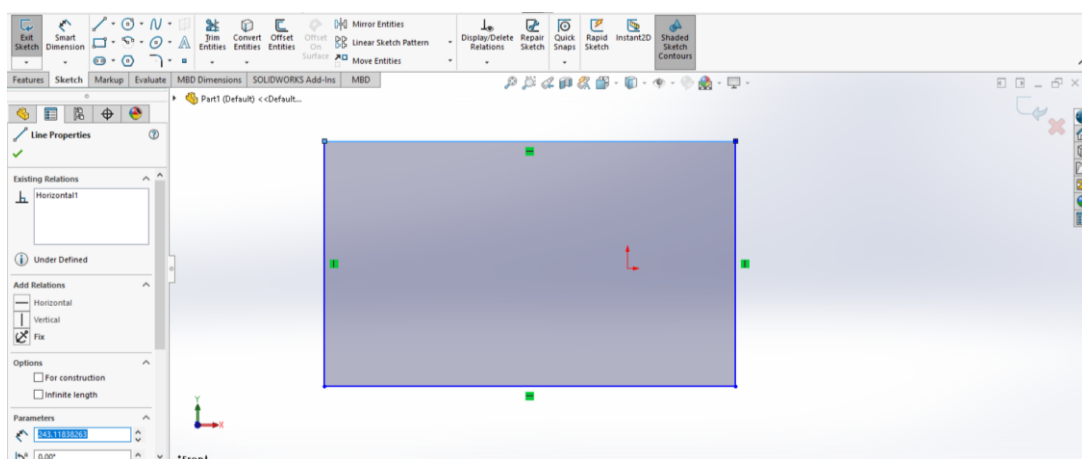 Exit Sketch
Smart Dimension
Trim Entities
Convert Entities
Offset Entities
Offset On Surface
Mirror Entities
Linear Sketch Pattern
Move Entities
Display/Delete Relations
Repair Sketch
Quick Snaps
Rapid Sketch
Instant2D
Shaded Sketch Contours
Features Sketch Markup Evaluate MBD Dimensions SOLIDWORKS Add-Ins MBD
Part1 (Default) <<Default...
Line Properties
Existing Relations
Horizontal1
Under Defined
Add Relations
Horizontal
Vertical
Fix
Options
For construction
Infinite length
Parameters
243.11838263
0.00°
Y
X
*Front